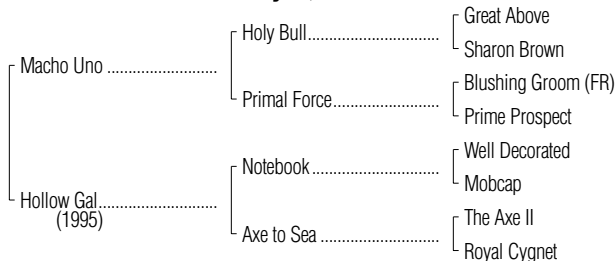 Great Above
Holy Bull
Sharon Brown
Macho Uno
Blushing Groom (FR)
Primal Force
Prime Prospect
Well Decorated
Notebook
Mobcap
Hollow Gal
(1995)
The Axe II
Axe to Sea
Royal Cygnet